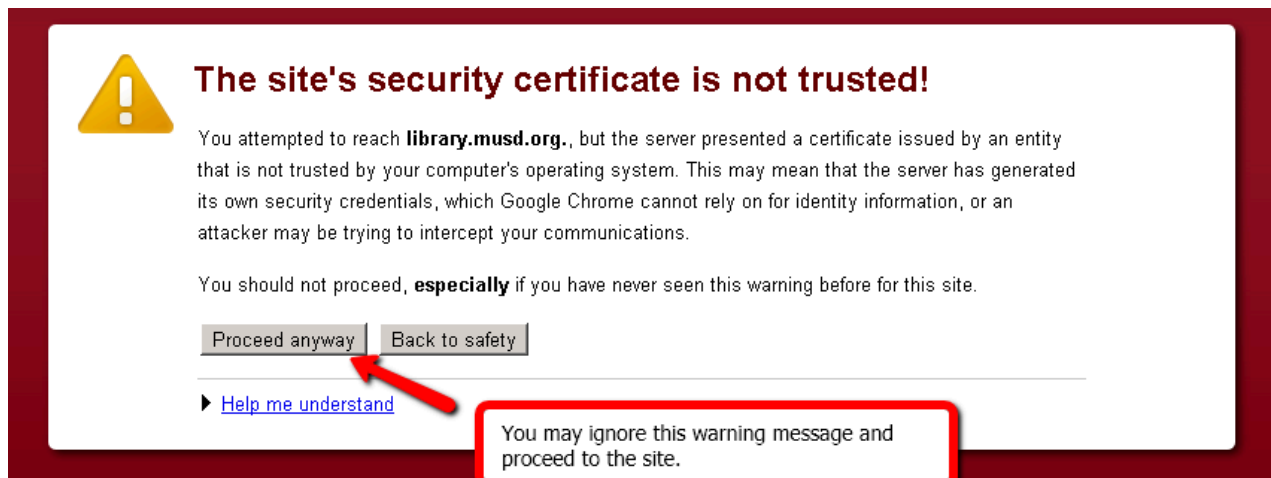 The site's security certificate is not trusted!
You attempted to reach library.musd.org., but the server presented a certificate issued by an entity
that is not trusted by your computer's operating system. This may mean that the server has generated
its own security credentials, which Google Chrome cannot rely on for identity information, or an
attacker may be trying to intercept your communications.
You should not proceed, especially if you have never seen this warning before for this site.
Proceed anyway Back to safety
Help me understand
You may ignore this warning message and
proceed to the site.